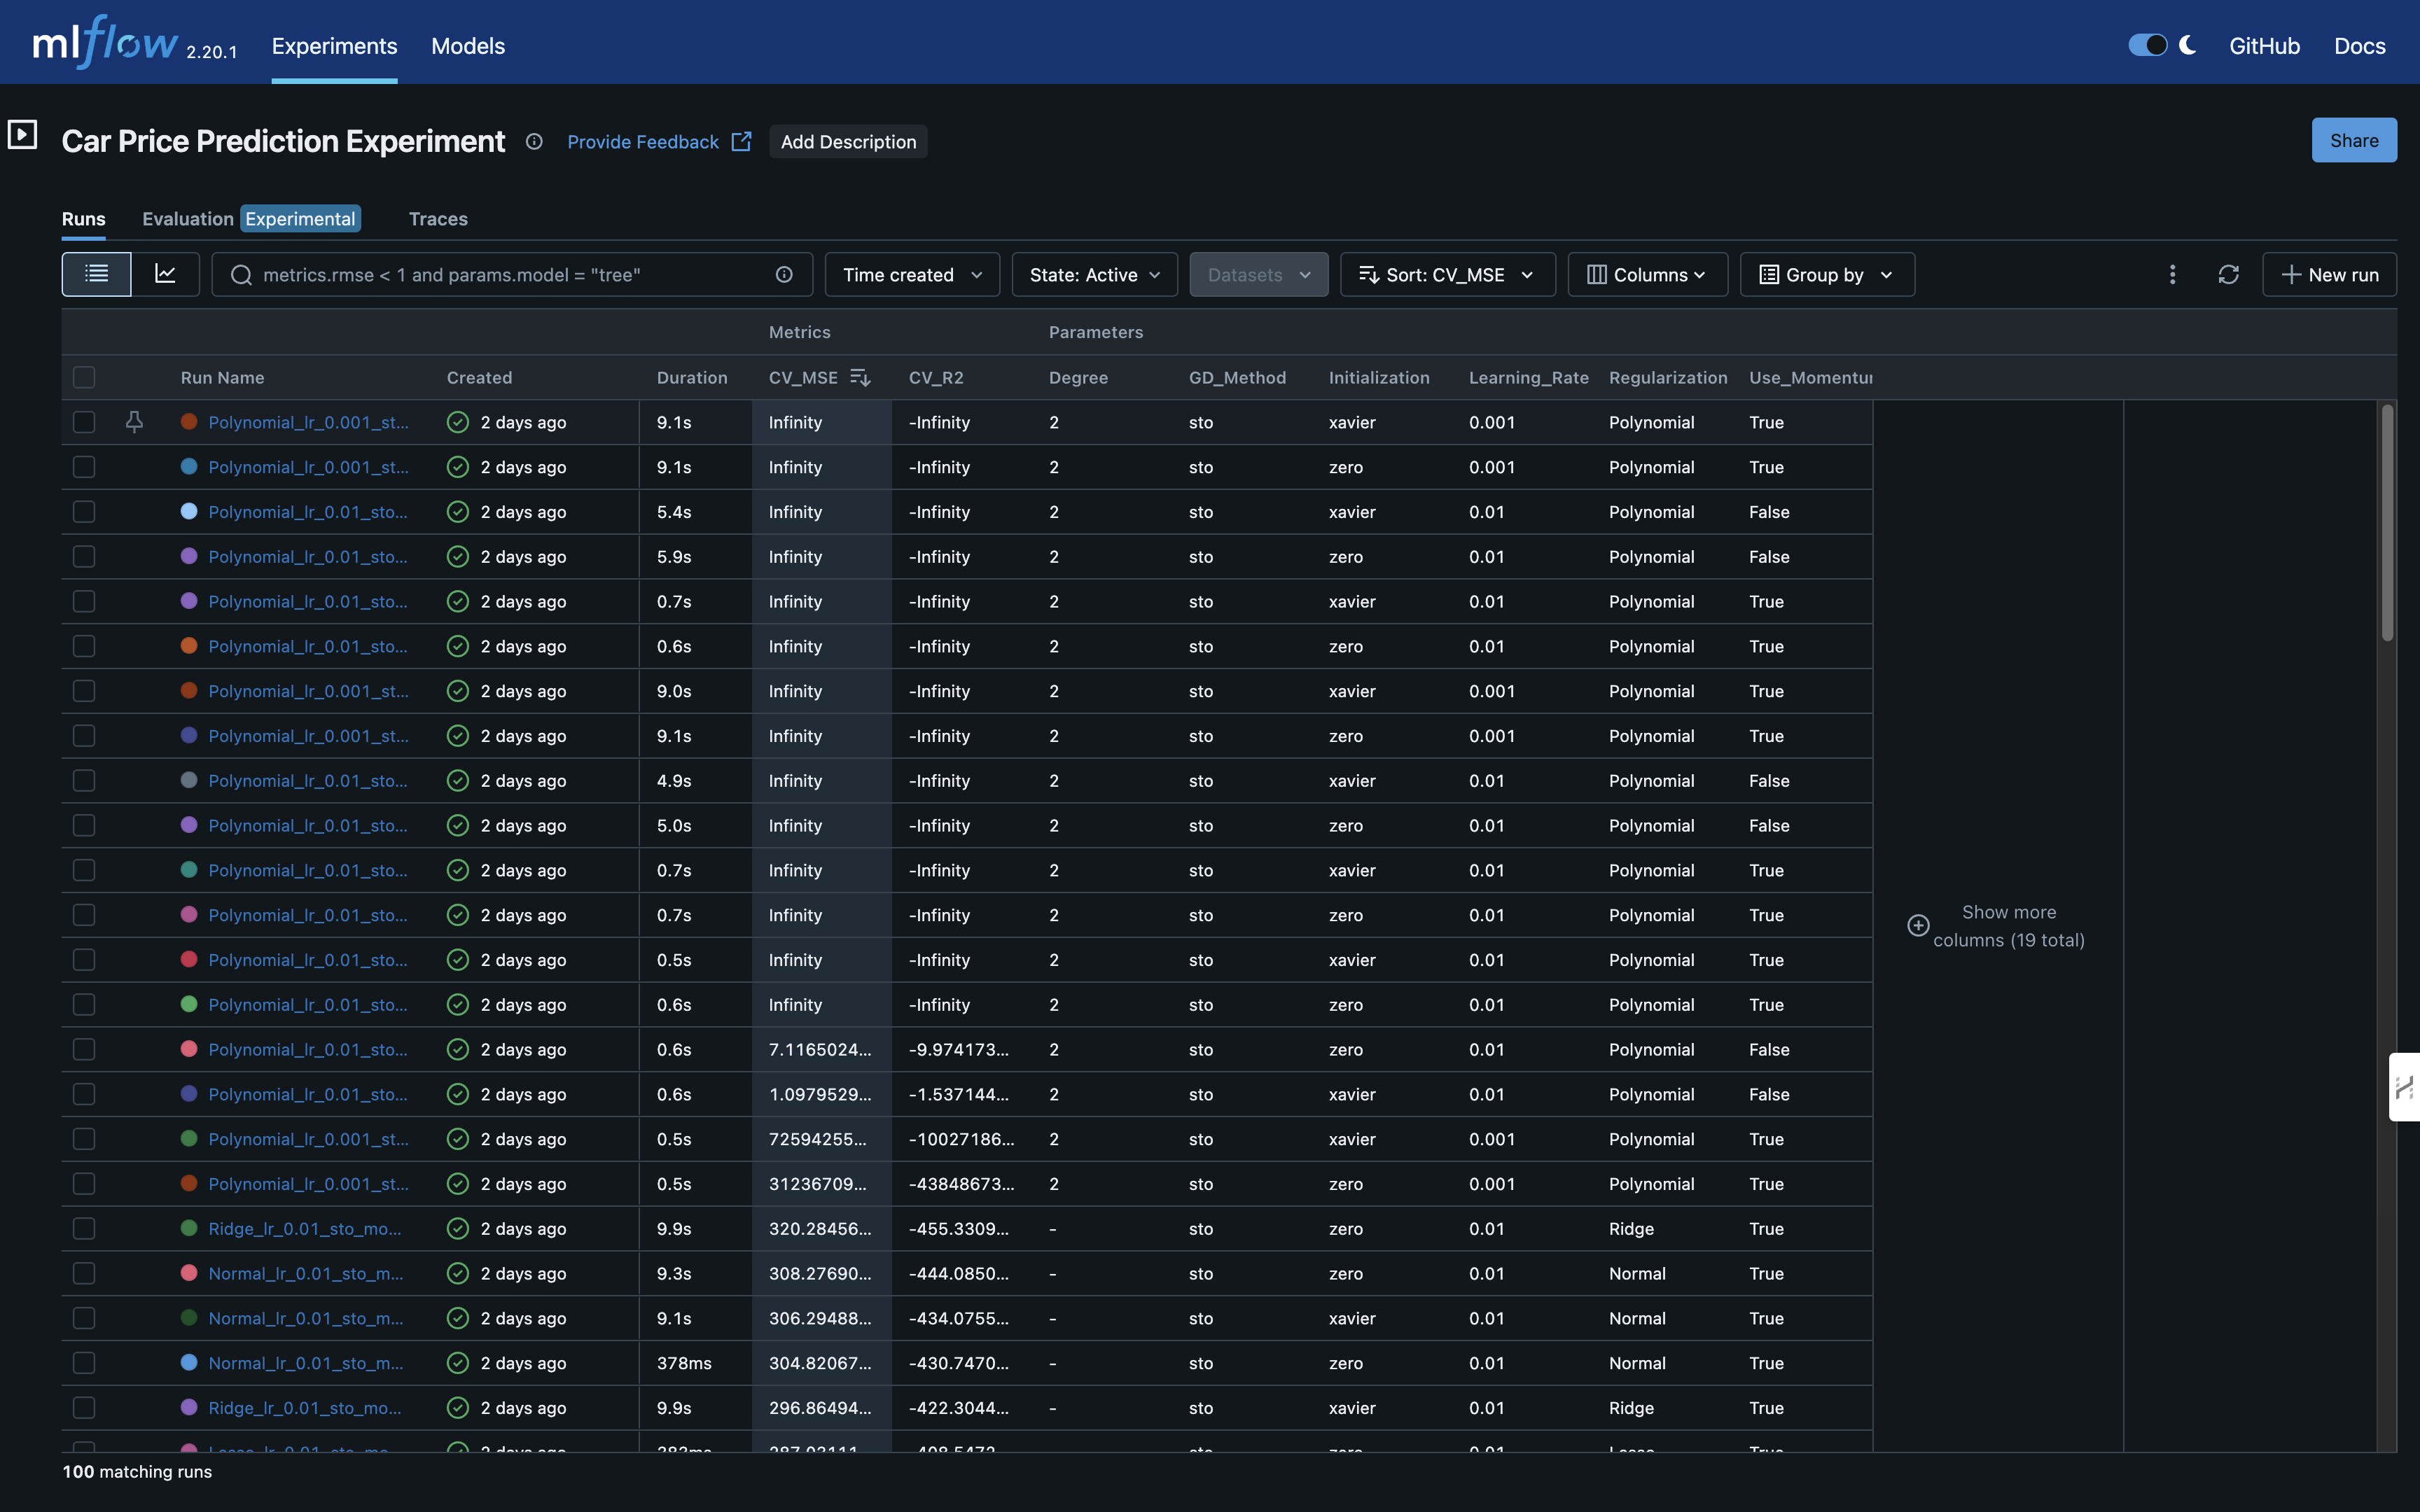 mlflow 2.20.1 Experiments Models GitHub Docs
Car Price Prediction Experiment Provide Feedback Add Description Share
Runs Evaluation Experimental Traces
metrics.rmse < 1 and params.model = "tree" Time created State: Active Datasets Sort: CV_MSE Columns Group by New run
Metrics Parameters
Run Name Created Duration CV_MSE CV_R2 Degree GD_Method Initialization Learning_Rate Regularization Use_Momentur
Polynomial_lr_0.001_st... 2 days ago 9.1s Infinity -Infinity 2 sto xavier 0.001 Polynomial True
Polynomial_lr_0.001_st... 2 days ago 9.1s Infinity -Infinity 2 sto zero 0.001 Polynomial True
Polynomial_lr_0.01_sto... 2 days ago 5.4s Infinity -Infinity 2 sto xavier 0.01 Polynomial False
Polynomial_lr_0.01_sto... 2 days ago 5.9s Infinity -Infinity 2 sto zero 0.01 Polynomial False
Polynomial_lr_0.01_sto... 2 days ago 0.7s Infinity -Infinity 2 sto xavier 0.01 Polynomial True
Polynomial_lr_0.01_sto... 2 days ago 0.6s Infinity -Infinity 2 sto zero 0.01 Polynomial True
Polynomial_lr_0.001_st... 2 days ago 9.0s Infinity -Infinity 2 sto xavier 0.001 Polynomial True
Polynomial_lr_0.001_st... 2 days ago 9.1s Infinity -Infinity 2 sto zero 0.001 Polynomial True
Polynomial_lr_0.01_sto... 2 days ago 4.9s Infinity -Infinity 2 sto xavier 0.01 Polynomial False
Polynomial_lr_0.01_sto... 2 days ago 5.0s Infinity -Infinity 2 sto zero 0.01 Polynomial False
Polynomial_lr_0.01_sto... 2 days ago 0.7s Infinity -Infinity 2 sto xavier 0.01 Polynomial True
Polynomial_lr_0.01_sto... 2 days ago 0.7s Infinity -Infinity 2 sto zero 0.01 Polynomial True
Polynomial_lr_0.01_sto... 2 days ago 0.5s Infinity -Infinity 2 sto xavier 0.01 Polynomial True
Polynomial_lr_0.01_sto... 2 days ago 0.6s Infinity -Infinity 2 sto zero 0.01 Polynomial True
Polynomial_lr_0.01_sto... 2 days ago 0.6s 7.1165024... -9.974173... 2 sto zero 0.01 Polynomial False
Polynomial_lr_0.01_sto... 2 days ago 0.6s 1.0979529... -1.537144... 2 sto xavier 0.01 Polynomial False
Polynomial_lr_0.001_st... 2 days ago 0.5s 72594255... -10027186... 2 sto xavier 0.001 Polynomial True
Polynomial_lr_0.001_st... 2 days ago 0.5s 31236709... -43848673... 2 sto zero 0.001 Polynomial True
Ridge_lr_0.01_sto_mo... 2 days ago 9.9s 320.28456... -455.3309... - sto zero 0.01 Ridge True
Normal_lr_0.01_sto_m... 2 days ago 9.3s 308.27690... -444.0850... - sto zero 0.01 Normal True
Normal_lr_0.01_sto_m... 2 days ago 9.1s 306.29488... -434.0755... - sto xavier 0.01 Normal True
Normal_lr_0.01_sto_m... 2 days ago 378ms 304.82067... -430.7470... - sto zero 0.01 Normal True
Ridge_lr_0.01_sto_mo... 2 days ago 9.9s 296.86494... -422.3044... - sto xavier 0.01 Ridge True
Show more
columns (19 total)
100 matching runs